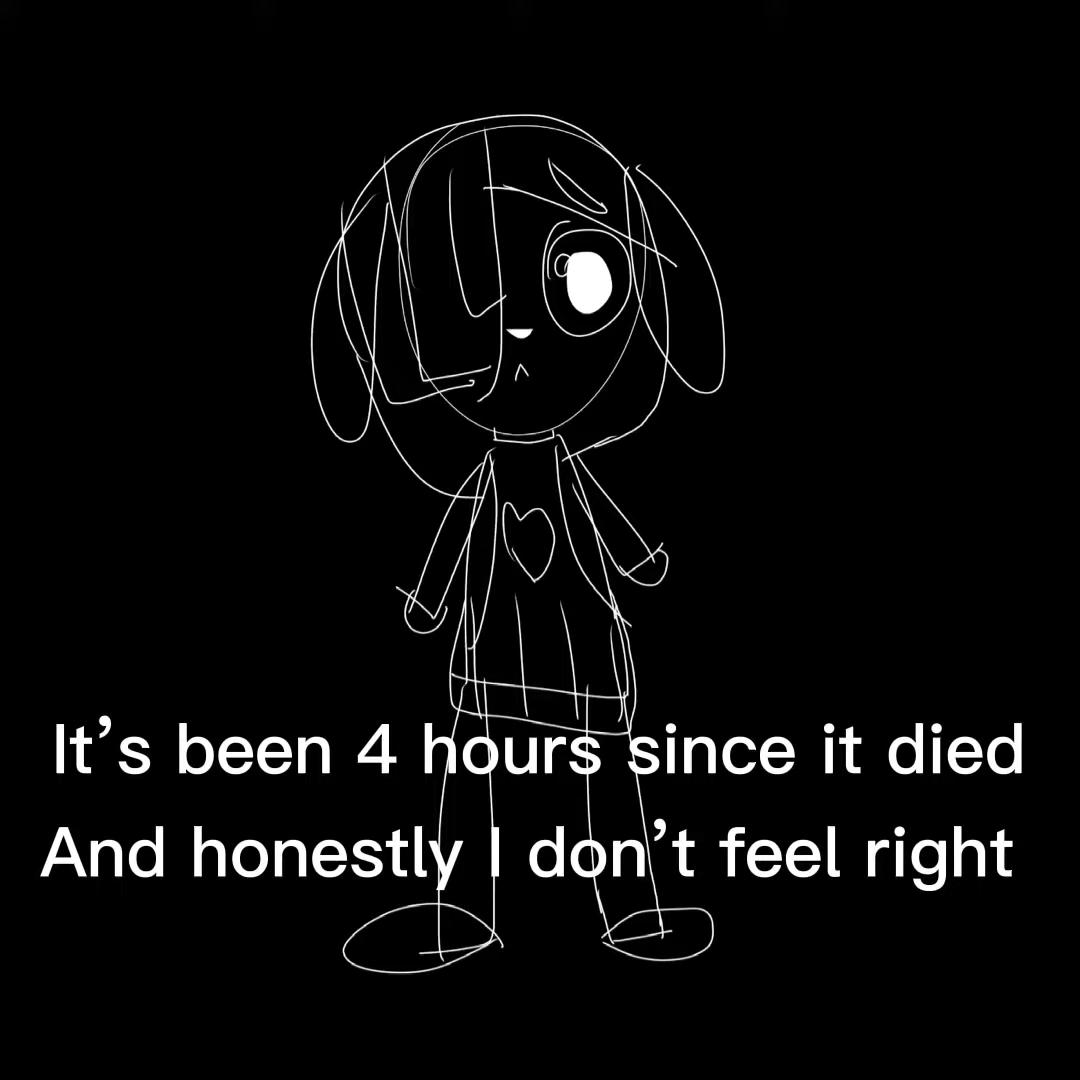 It’s been 4 hours since it died
And honestly I don’t feel right